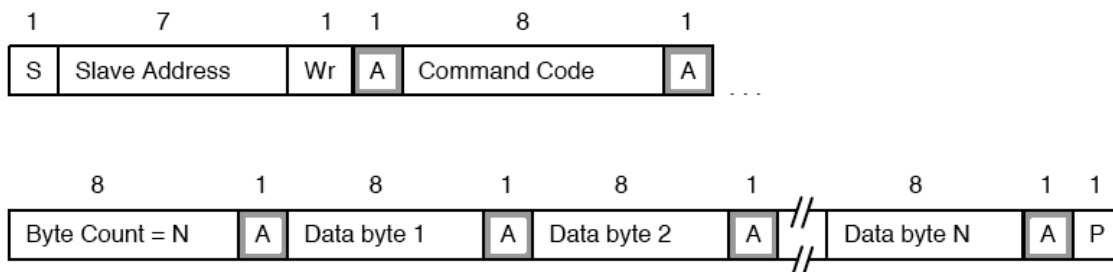 1 7 1 1 8 1
S Slave Address Wr A Command Code A ...
8 1 8 1 8 1 8 1 1
Byte Count = N A Data byte 1 A Data byte 2 A // Data byte N A P